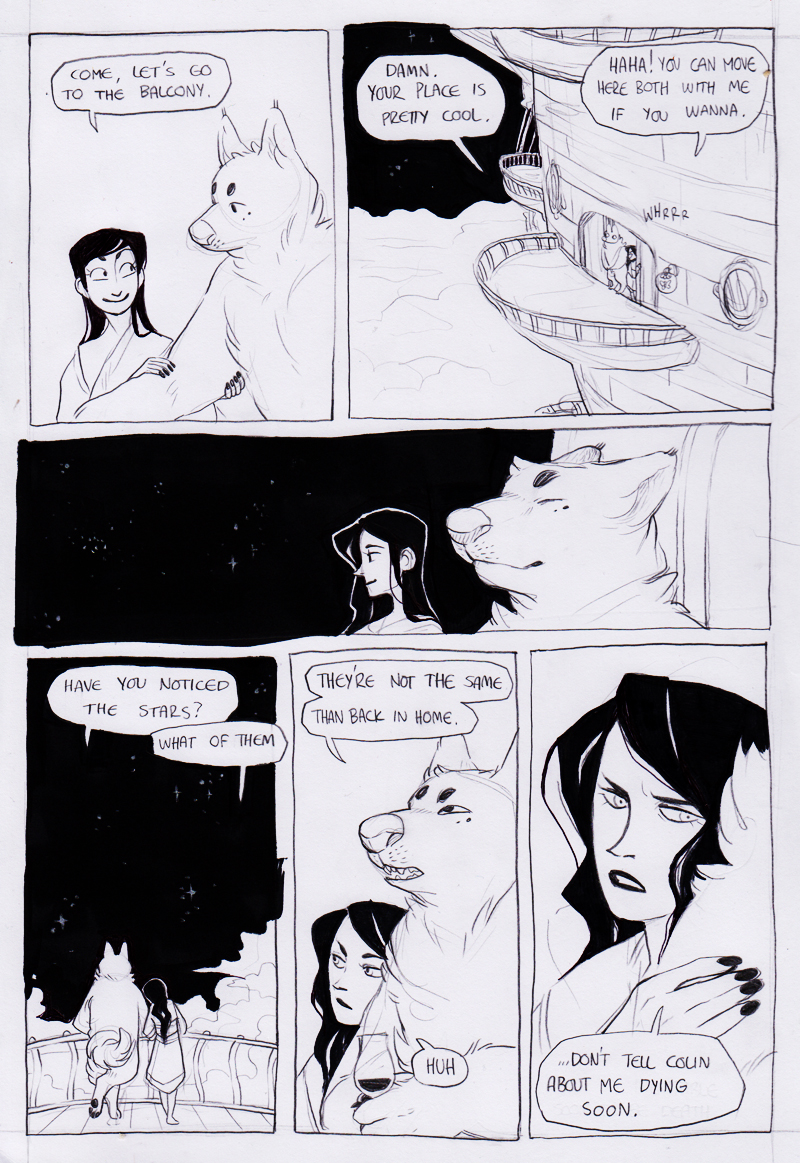 COME, LET'S GO
TO THE BALCONY.
DAMN.
YOUR PLACE IS
PRETTY COOL.
HAHA! YOU CAN MOVE
HERE BOTH WITH ME
IF YOU WANNA.
WHRRR
HAVE YOU NOTICED
THE STARS?
WHAT OF THEM
THEY'RE NOT THE SAME
THAN BACK IN HOME.
HUH
...DON'T TELL COLIN
ABOUT ME DYING
SOON.